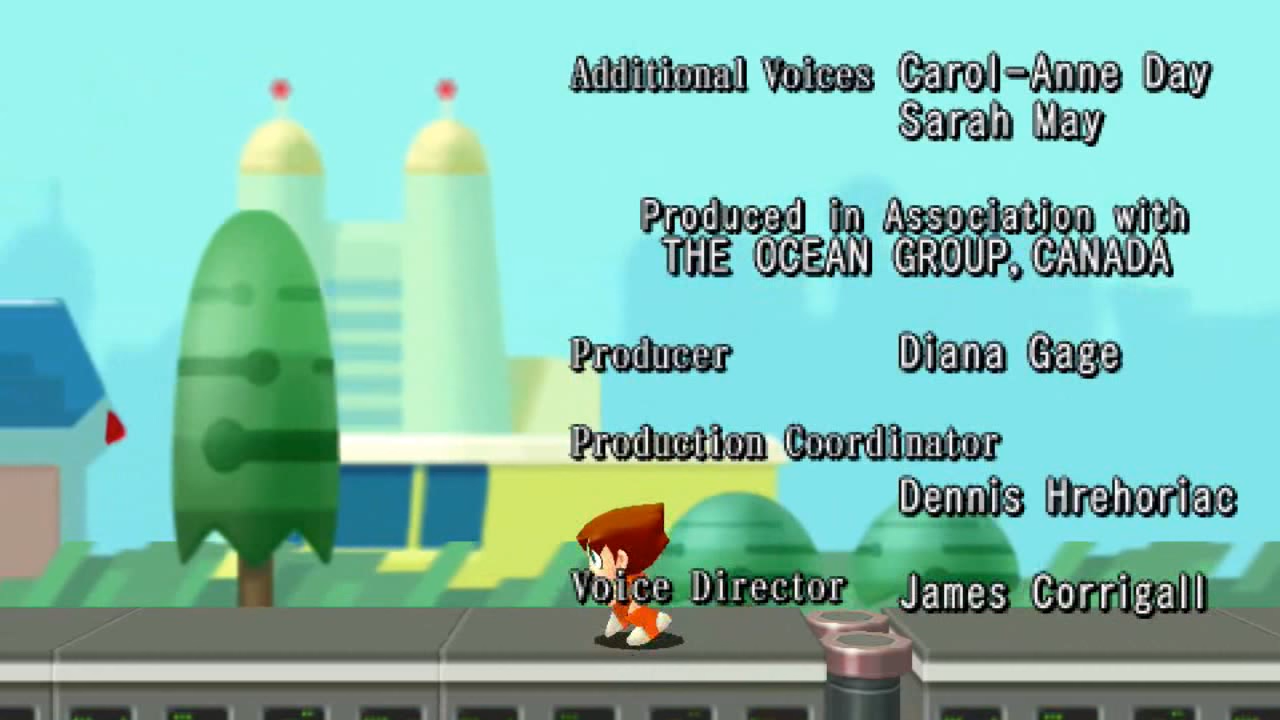 Additional Voices Carol-Anne Day
Sarah May
Produced in Association with
THE OCEAN GROUP, CANADA
Producer Diana Gage
Production Coordinator
Dennis Hrehoriac
Voice Director James Corrigall